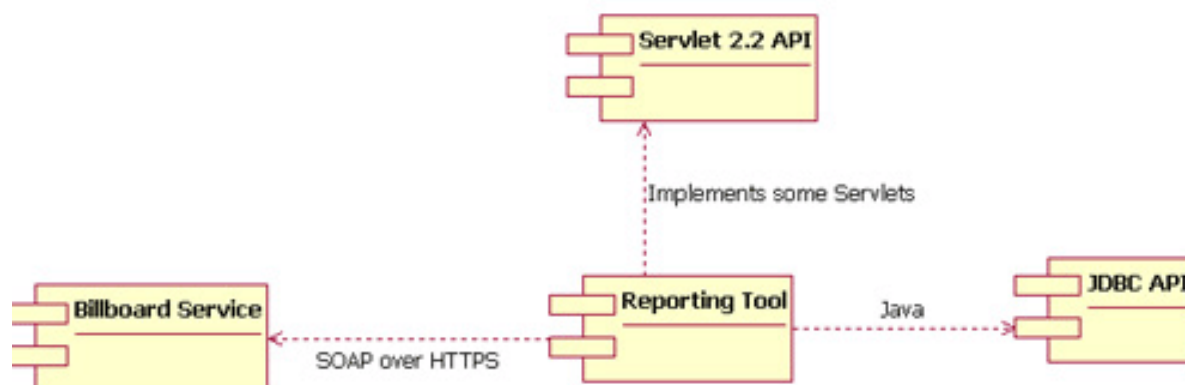 Servlet 2.2 API
Implements some Servlets
Billboard Service
Reporting Tool
JDBC API
Java
SOAP over HTTPS